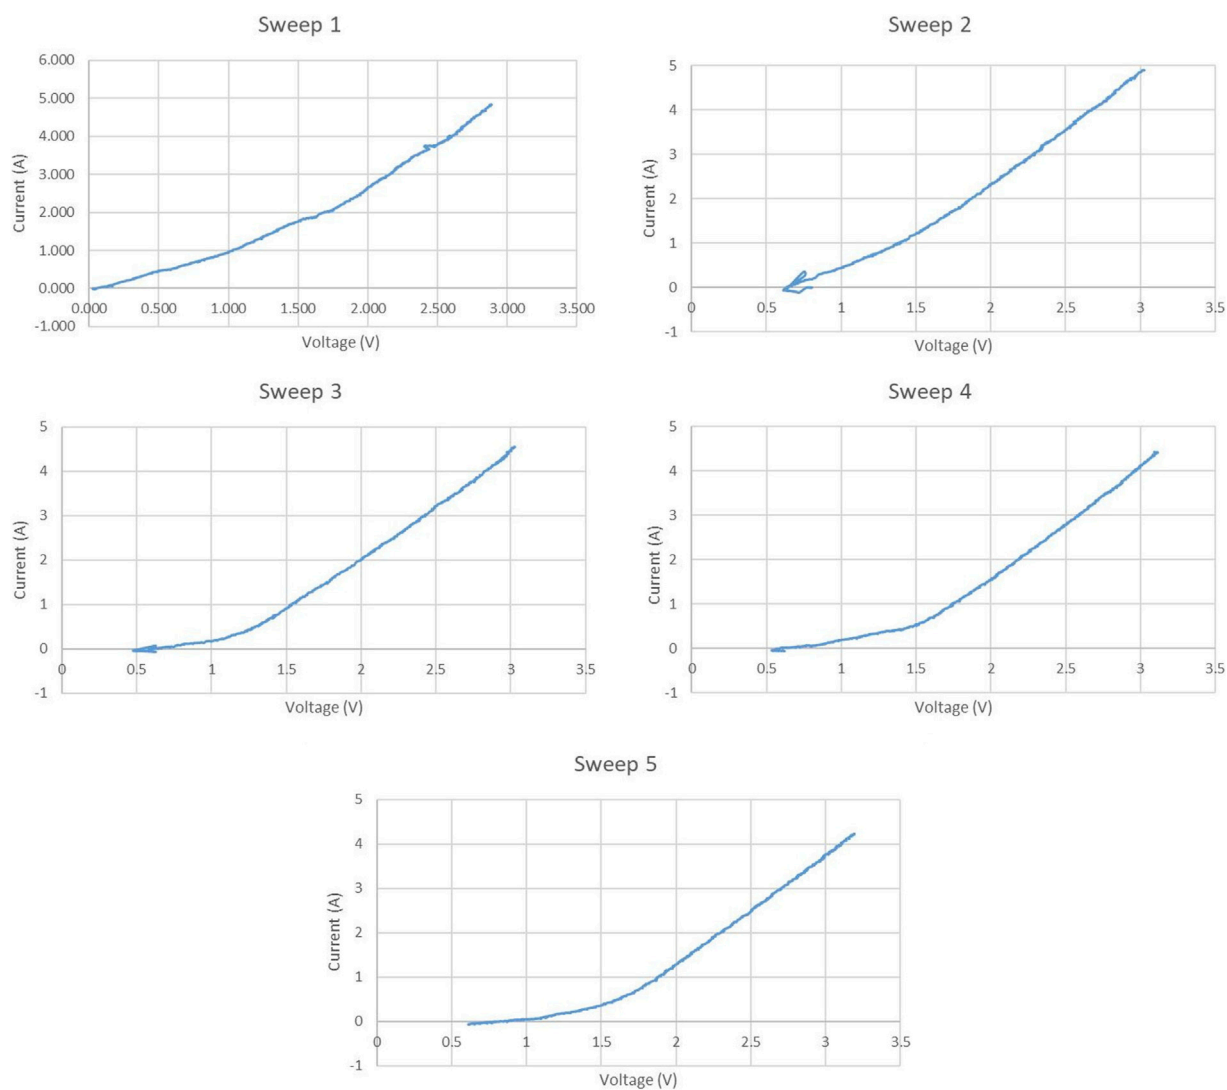 Sweep 1
6.000
5.000
4.000
3.000
2.000
1.000
0.000
-1.000
0.000 0.500 1.000 1.500 2.000 2.500 3.000 3.500
Current (A)
Voltage (V)
Sweep 2
5
4
3
2
1
0
-1
0 0.5 1 1.5 2 2.5 3 3.5
Current (A)
Voltage (V)
Sweep 3
5
4
3
2
1
0
-1
0 0.5 1 1.5 2 2.5 3 3.5
Current (A)
Voltage (V)
Sweep 4
5
4
3
2
1
0
-1
0 0.5 1 1.5 2 2.5 3 3.5
Current (A)
Voltage (V)
Sweep 5
5
4
3
2
1
0
-1
0 0.5 1 1.5 2 2.5 3 3.5
Current (A)
Voltage (V)